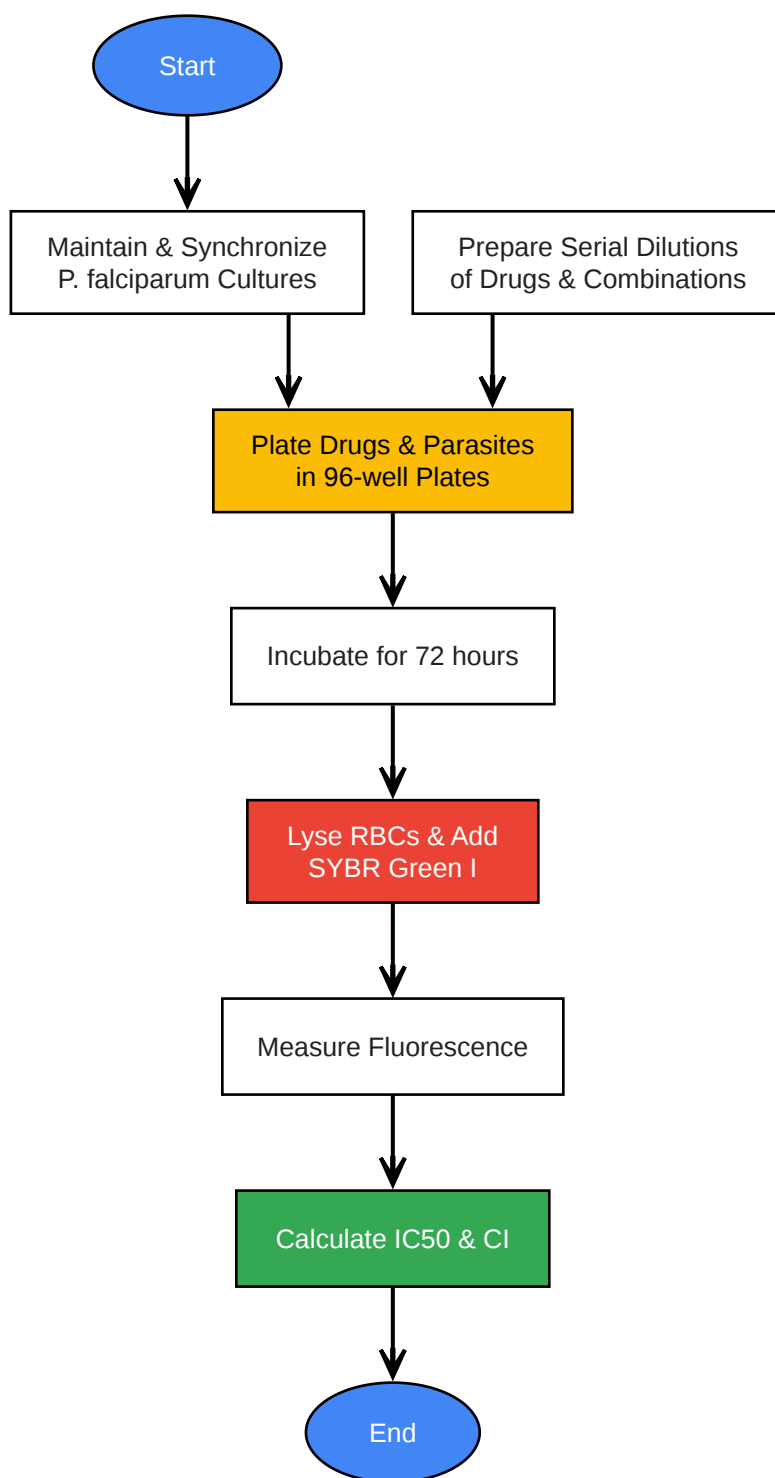 Start
Maintain & Synchronize
P. falciparum Cultures
Prepare Serial Dilutions
of Drugs & Combinations
Plate Drugs & Parasites
in 96-well Plates
Incubate for 72 hours
Lyse RBCs & Add
SYBR Green I
Measure Fluorescence
Calculate IC50 & CI
End